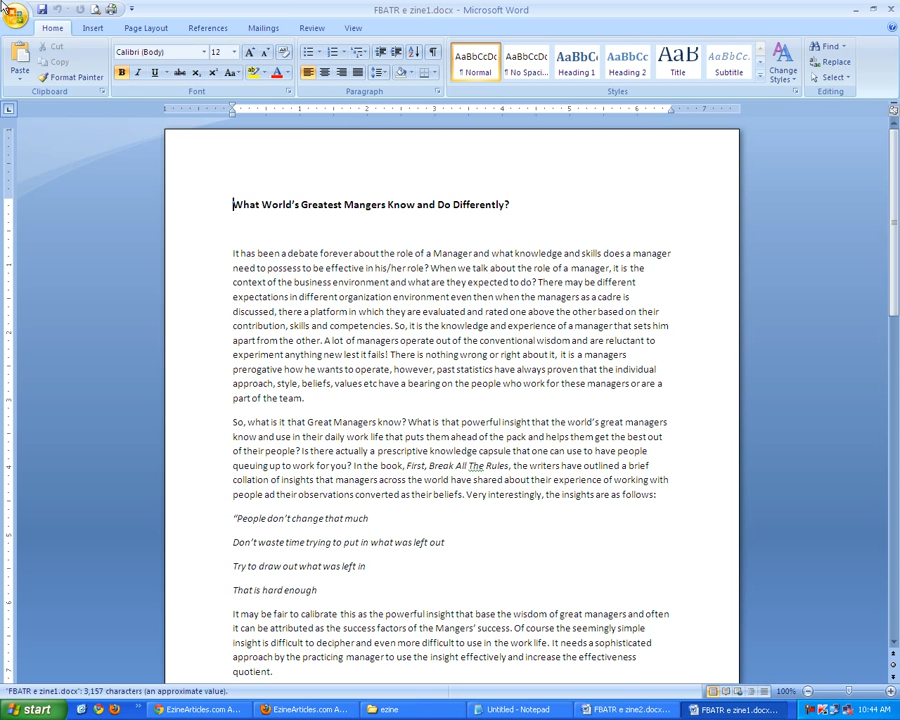 FBATR e zine1.docx - Microsoft Word
Home Insert Page Layout References Mailings Review View
Paste
Cut
Copy
Format Painter
Clipboard
Calibri (Body) 12
Font
Paragraph
AaBbCcDc AaBbCcDc AaBbCc AaBbCc AaB AaBbCc.
¶ Normal ¶ No Spaci... Heading 1 Heading 2 Title Subtitle
Change Styles
Styles
Find
Replace
Select
Editing
What World's Greatest Mangers Know and Do Differently?
It has been a debate forever about the role of a Manager and what knowledge and skills does a manager
need to possess to be effective in his/her role? When we talk about the role of a manager, it is the
context of the business environment and what are they expected to do? There may be different
expectations in different organization environment even then when the managers as a cadre is
discussed, there a platform in which they are evaluated and rated one above the other based on their
contribution, skills and competencies. So, it is the knowledge and experience of a manager that sets him
apart from the other. A lot of managers operate out of the conventional wisdom and are reluctant to
experiment anything new lest it fails! There is nothing wrong or right about it, it is a managers
prerogative how he wants to operate, however, past statistics have always proven that the individual
approach, style, beliefs, values etc have a bearing on the people who work for these managers or are a
part of the team.
So, what is it that Great Managers know? What is that powerful insight that the world's great managers
know and use in their daily work life that puts them ahead of the pack and helps them get the best out
of their people? Is there actually a prescriptive knowledge capsule that one can use to have people
queuing up to work for you? In the book, First, Break All The Rules, the writers have outlined a brief
collation of insights that managers across the world have shared about their experience of working with
people ad their observations converted as their beliefs. Very interestingly, the insights are as follows:
"People don't change that much
Don't waste time trying to put in what was left out
Try to draw out what was left in
That is hard enough
It may be fair to calibrate this as the powerful insight that base the wisdom of great managers and often
it can be attributed as the success factors of the Mangers' success. Of course the seemingly simple
insight is difficult to decipher and even more difficult to use in the work life. It needs a sophisticated
approach by the practicing manager to use the insight effectively and increase the effectiveness
quotient.
"FBATR e zine1.docx": 3,157 characters (an approximate value).
100%
start
EzineArticles.com A...
EzineArticles.com A...
ezine
Untitled - Notepad
FBATR e zine2.docx...
FBATR e zine1.docx...
10:44 AM